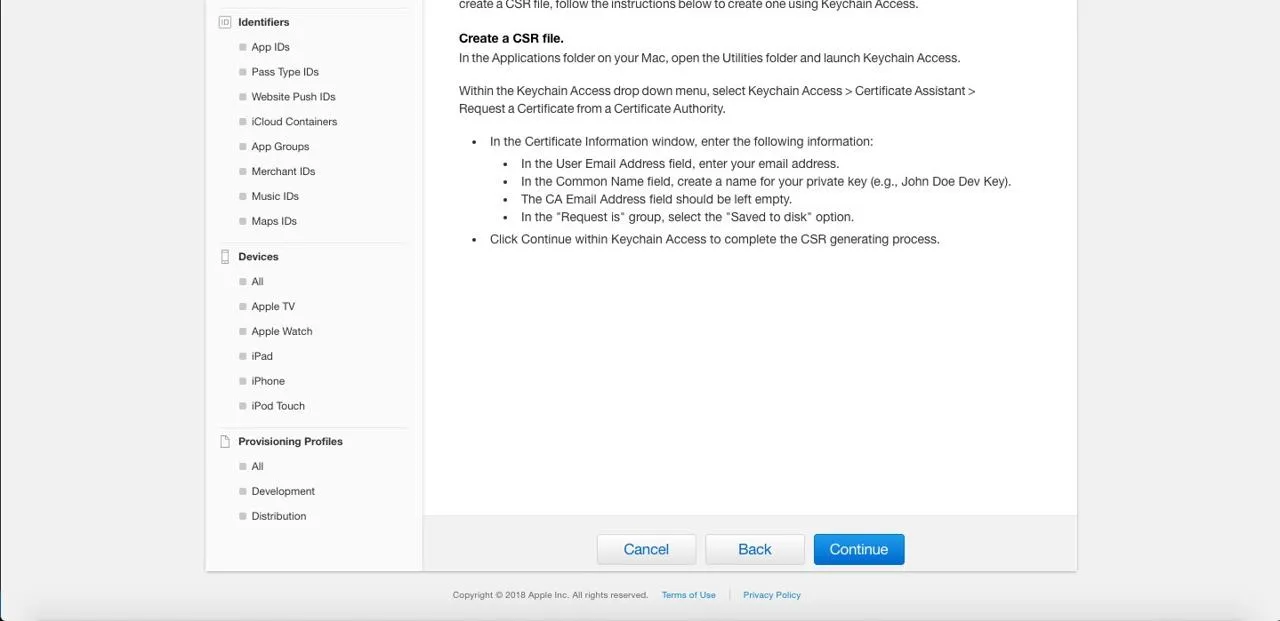 Identifiers
App IDs
Pass Type IDs
Website Push IDs
iCloud Containers
App Groups
Merchant IDs
Music IDs
Maps IDs
Devices
All
Apple TV
Apple Watch
iPad
iPhone
iPod Touch
Provisioning Profiles
All
Development
Distribution
create a CSR file, follow the instructions below to create one using Keychain Access.
Create a CSR file.
In the Applications folder on your Mac, open the Utilities folder and launch Keychain Access.
Within the Keychain Access drop down menu, select Keychain Access > Certificate Assistant >
Request a Certificate from a Certificate Authority.
• In the Certificate Information window, enter the following information:
• In the User Email Address field, enter your email address.
• In the Common Name field, create a name for your private key (e.g., John Doe Dev Key).
• The CA Email Address field should be left empty.
• In the "Request is" group, select the "Saved to disk" option.
• Click Continue within Keychain Access to complete the CSR generating process.
Cancel Back Continue
Copyright © 2018 Apple Inc. All rights reserved. Terms of Use | Privacy Policy